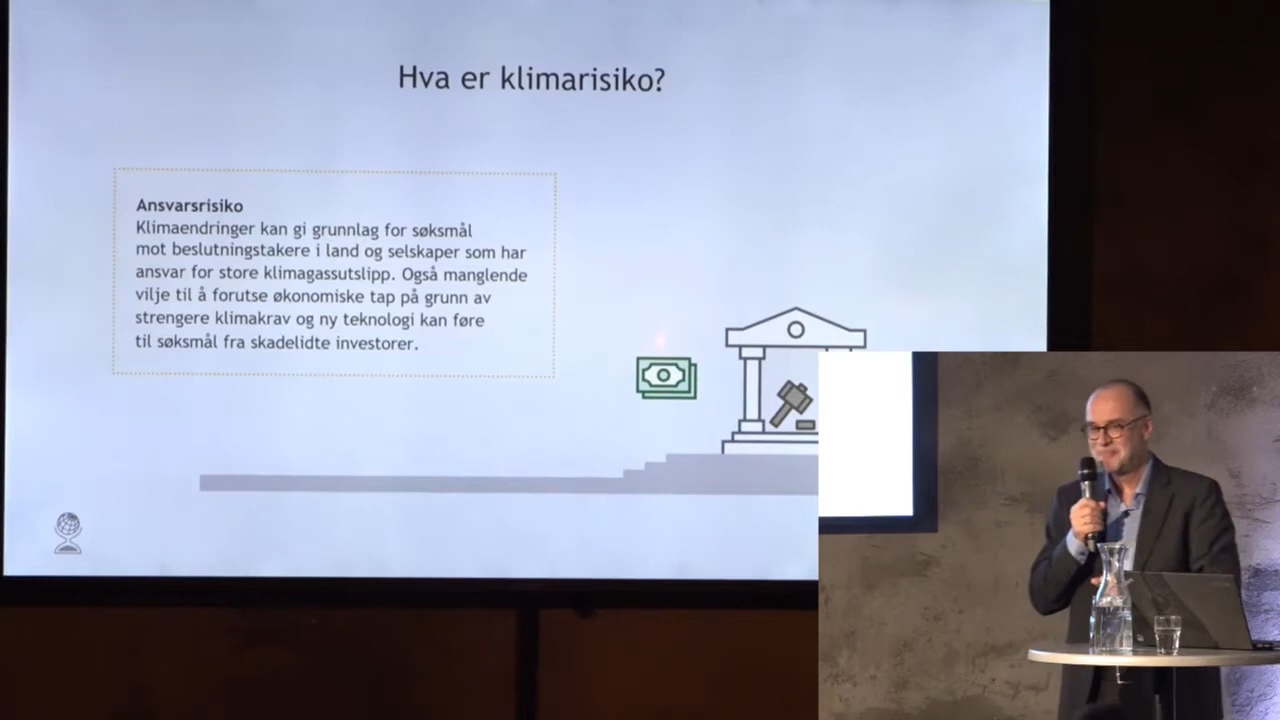 Hva er klimarisiko?
Ansvarsrisiko
Klimaendringer kan gi grunnlag for søksmål
mot beslutningstakere i land og selskaper som har
ansvar for store klimagassutslipp. Også manglende
vilje til å forutse økonomiske tap på grunn av
strengere klimakrav og ny teknologi kan føre
til søksmål fra skadelidte investorer.